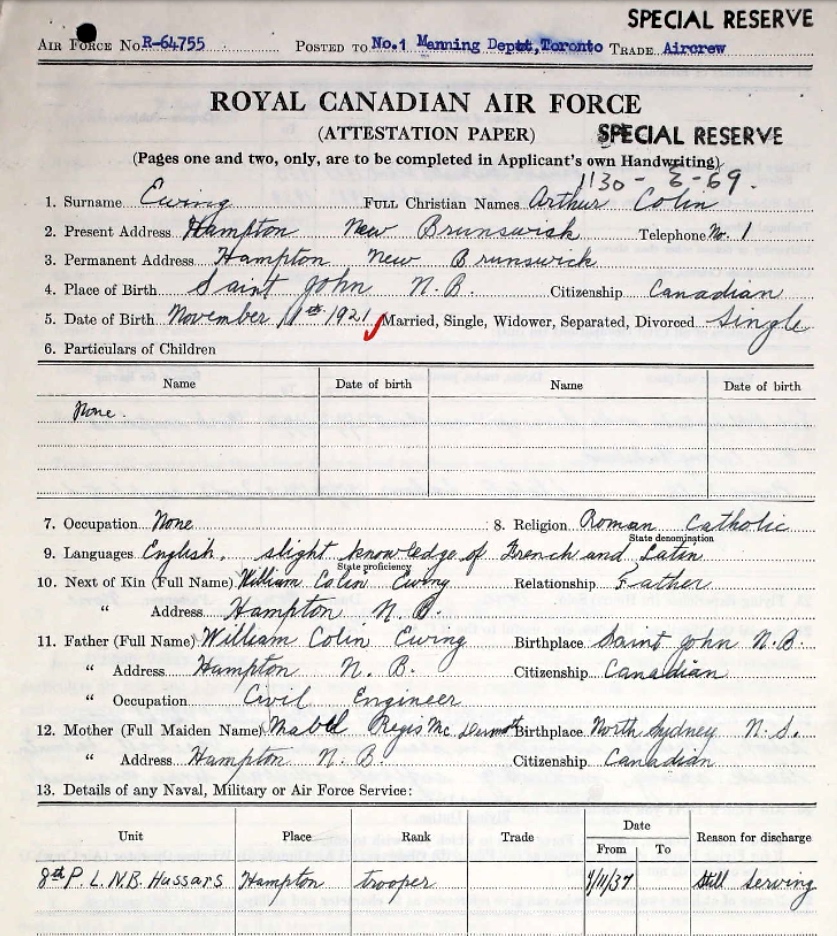 SPECIAL RESERVE
AIR FORCE No. R-64755 POSTED TO No.1 Manning Depot, Toronto TRADE Aircrew
ROYAL CANADIAN AIR FORCE
(ATTESTATION PAPER) SPECIAL RESERVE
(Pages one and two, only, are to be completed in Applicant's own Handwriting)
1. Surname Ewing FULL Christian Names Arthur Colin
2. Present Address Hampton New Brunswick Telephone No. 1
3. Permanent Address Hampton New Brunswick
4. Place of Birth Saint John N.B. Citizenship Canadian
5. Date of Birth November 1921 Married, Single, Widower, Separated, Divorced Single
6. Particulars of Children
Name Date of birth Name Date of birth
None.
7. Occupation None 8. Religion Roman Catholic
State denomination
9. Languages English, slight knowledge of French and Latin
State proficiency
10. Next of Kin (Full Name) William Colin Ewing Relationship Father
" Address Hampton N.B.
11. Father (Full Name) William Colin Ewing Birthplace Saint John N.B.
" Address Hampton N.B. Citizenship Canadian
" Occupation Civil Engineer
12. Mother (Full Maiden Name) Mabel Regis McDermott Birthplace North Sydney N.S.
" Address Hampton N.B. Citizenship Canadian
13. Details of any Naval, Military or Air Force Service:
Unit Place Rank Trade Date Reason for discharge
From To
8th P.L.N.B. Hussars Hampton trooper Still serving